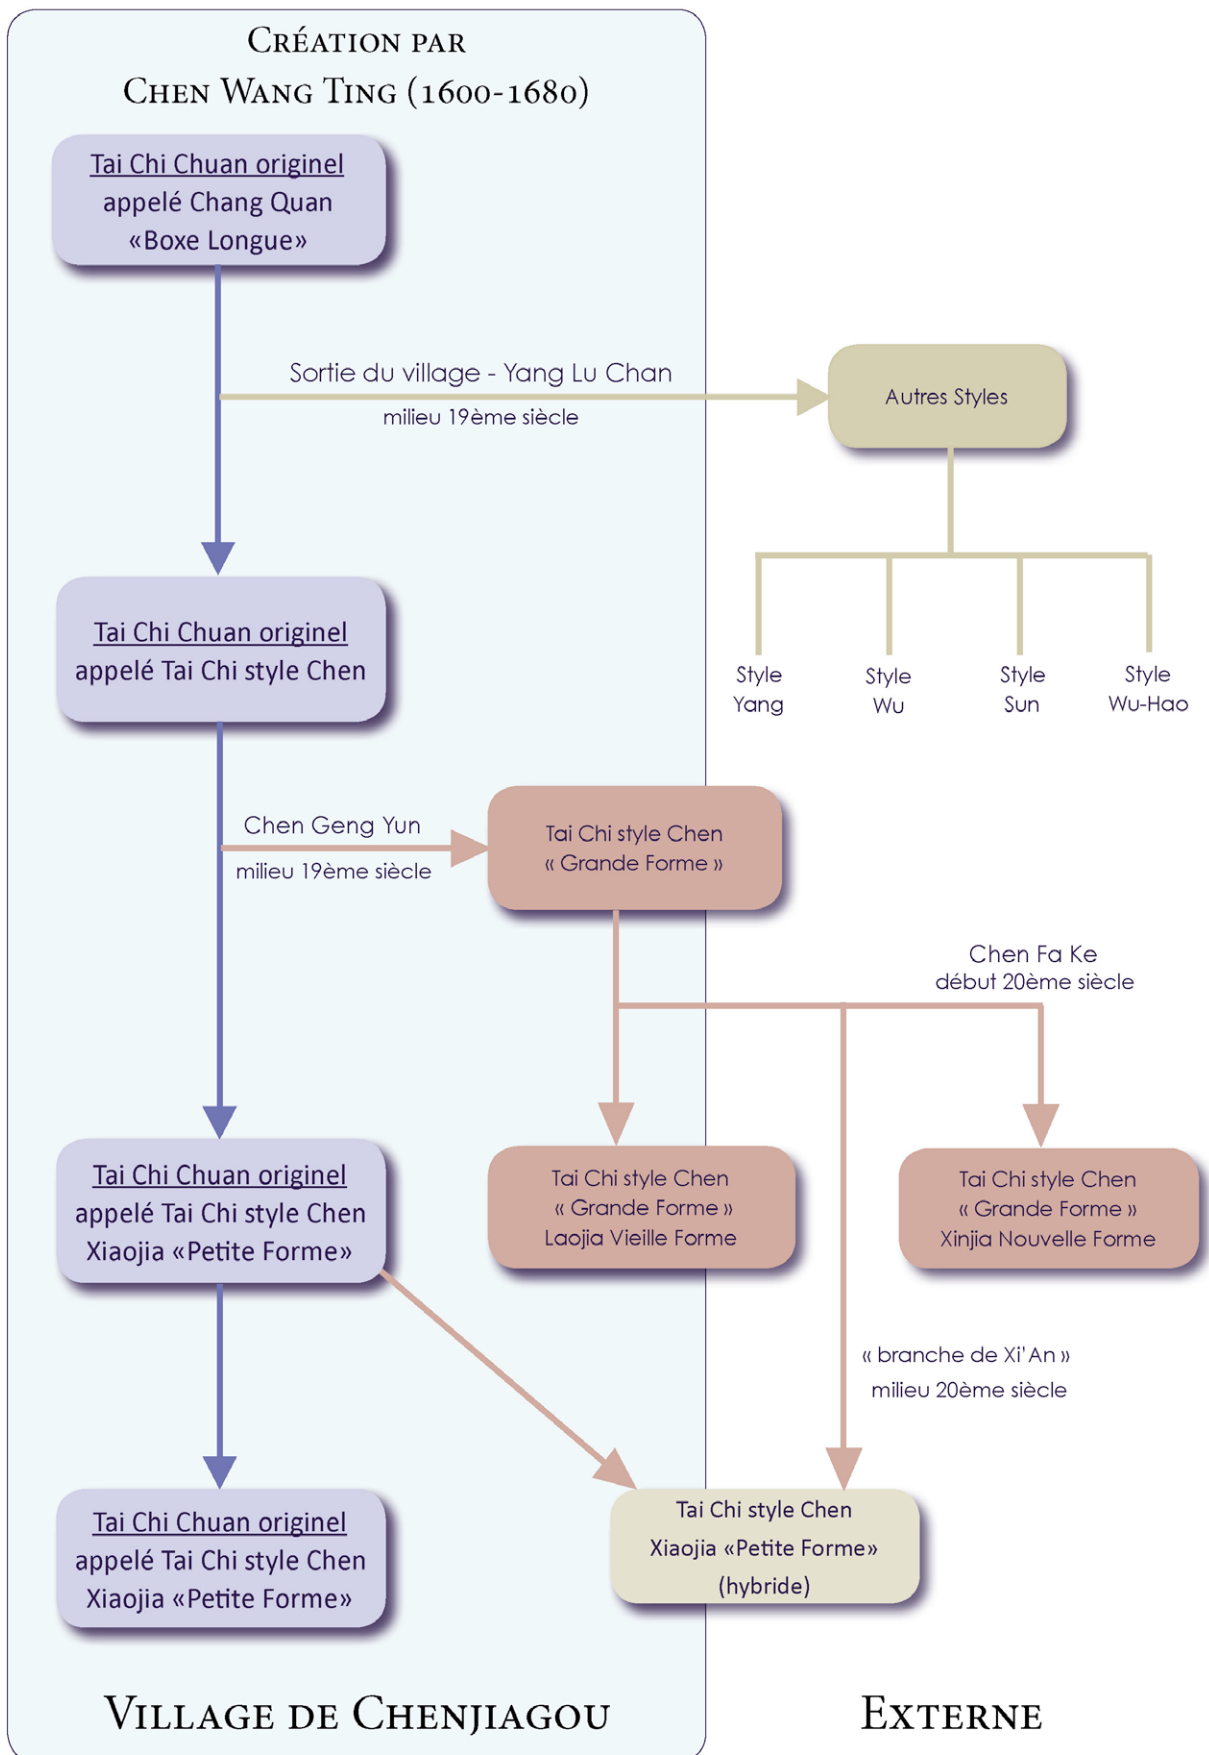 Création par
Chen Wang Ting (1600-1680)
Tai Chi Chuan originel
appelé Chang Quan
«Boxe Longue»
Sortie du village - Yang Lu Chan
milieu 19ème siècle
Autres Styles
Tai Chi Chuan originel
appelé Tai Chi style Chen
Style
Yang
Style
Wu
Style
Sun
Style
Wu-Hao
Chen Geng Yun
milieu 19ème siècle
Tai Chi style Chen
« Grande Forme »
Chen Fa Ke
début 20ème siècle
Tai Chi Chuan originel
appelé Tai Chi style Chen
Xiaojia «Petite Forme»
Tai Chi style Chen
« Grande Forme »
Laojia Vieille Forme
Tai Chi style Chen
« Grande Forme »
Xinjia Nouvelle Forme
« branche de Xi'An »
milieu 20ème siècle
Tai Chi Chuan originel
appelé Tai Chi style Chen
Xiaojia «Petite Forme»
Tai Chi style Chen
Xiaojia «Petite Forme»
(hybride)
Village de Chenjiagou
Externe